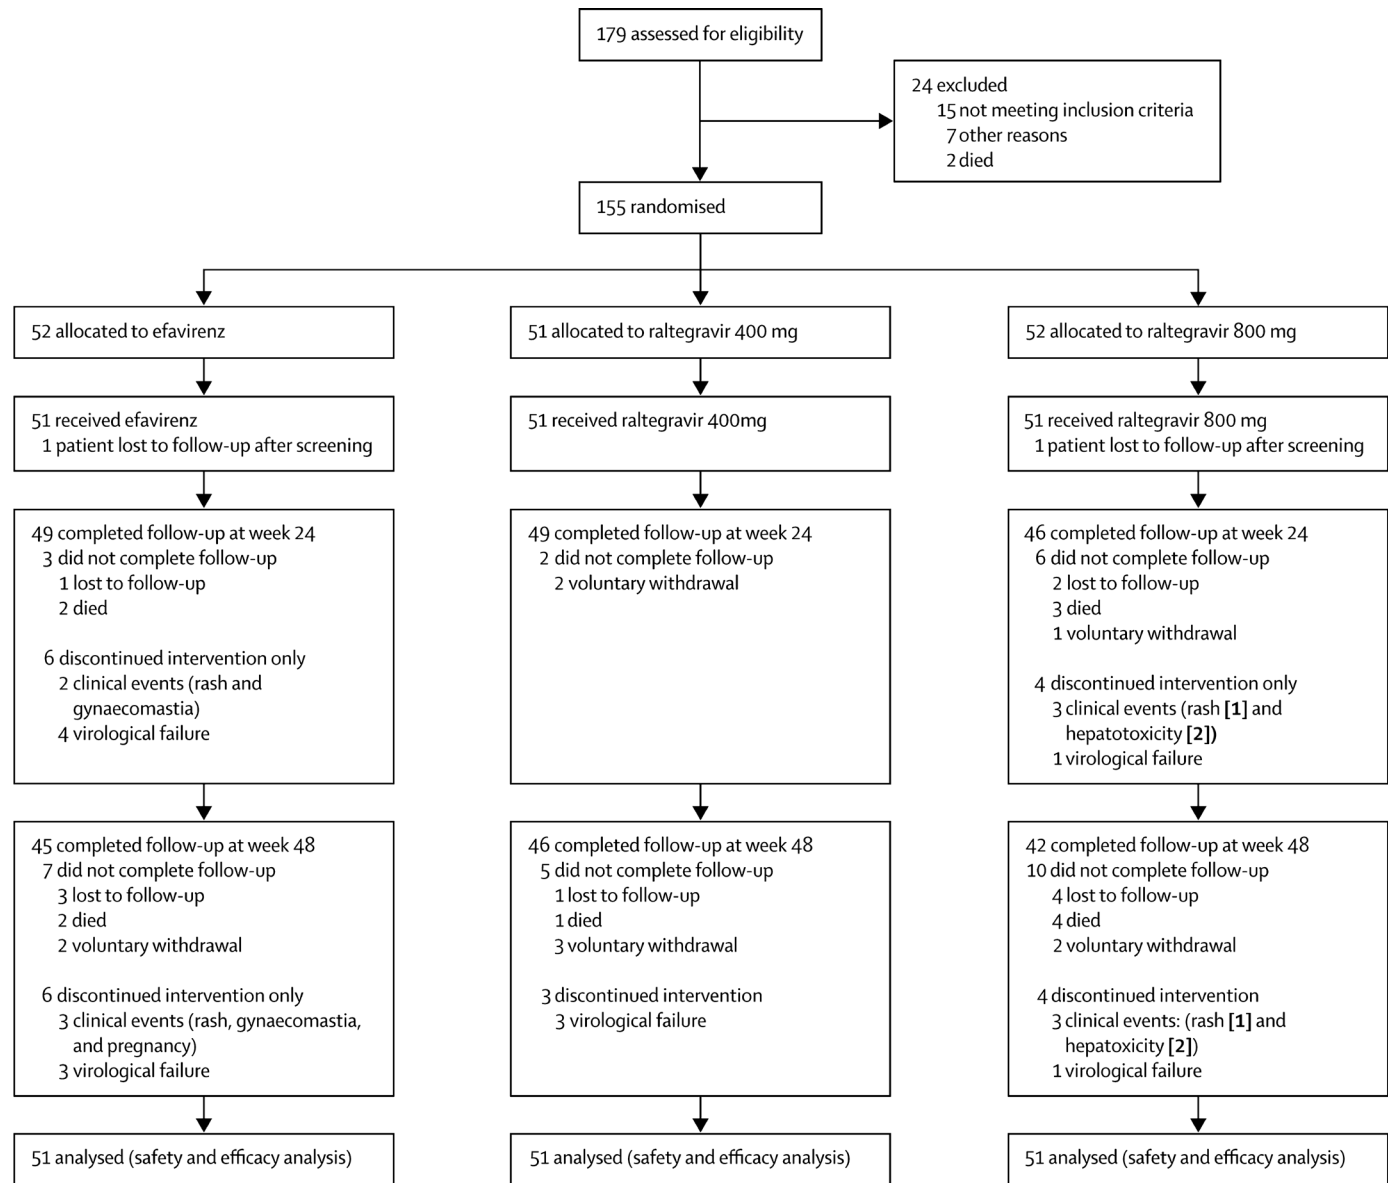 179 assessed for eligibility
24 excluded
15 not meeting inclusion criteria
7 other reasons
2 died
155 randomised
52 allocated to efavirenz
51 allocated to raltegravir 400 mg
52 allocated to raltegravir 800 mg
51 received efavirenz
1 patient lost to follow-up after screening
51 received raltegravir 400mg
51 received raltegravir 800 mg
1 patient lost to follow-up after screening
49 completed follow-up at week 24
3 did not complete follow-up
1 lost to follow-up
2 died
6 discontinued intervention only
2 clinical events (rash and
gynaecomastia)
4 virological failure
49 completed follow-up at week 24
2 did not complete follow-up
2 voluntary withdrawal
46 completed follow-up at week 24
6 did not complete follow-up
2 lost to follow-up
3 died
1 voluntary withdrawal
4 discontinued intervention only
3 clinical events (rash [1] and
hepatotoxicity [2])
1 virological failure
45 completed follow-up at week 48
7 did not complete follow-up
3 lost to follow-up
2 died
2 voluntary withdrawal
6 discontinued intervention only
3 clinical events (rash, gynaecomastia,
and pregnancy)
3 virological failure
46 completed follow-up at week 48
5 did not complete follow-up
1 lost to follow-up
1 died
3 voluntary withdrawal
3 discontinued intervention
3 virological failure
42 completed follow-up at week 48
10 did not complete follow-up
4 lost to follow-up
4 died
2 voluntary withdrawal
4 discontinued intervention
3 clinical events: (rash [1] and
hepatoxicity [2])
1 virological failure
51 analysed (safety and efficacy analysis)
51 analysed (safety and efficacy analysis)
51 analysed (safety and efficacy analysis)